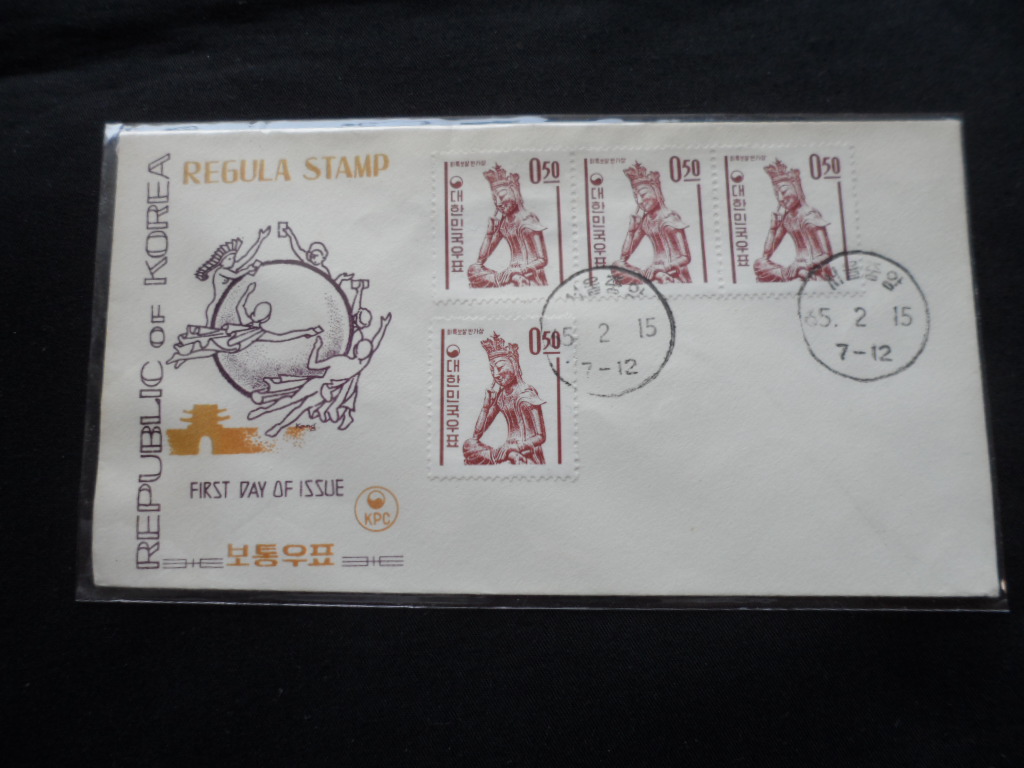 REPUBLIC OF KOREA
REGULA STAMP
Kang
FIRST DAY OF ISSUE
KPC
보통우표
0.50
대한민국우표
0.50
대한민국우표
0.50
대한민국우표
0.50
대한민국우표
5. 2 15
7-12
65. 2 15
7-12